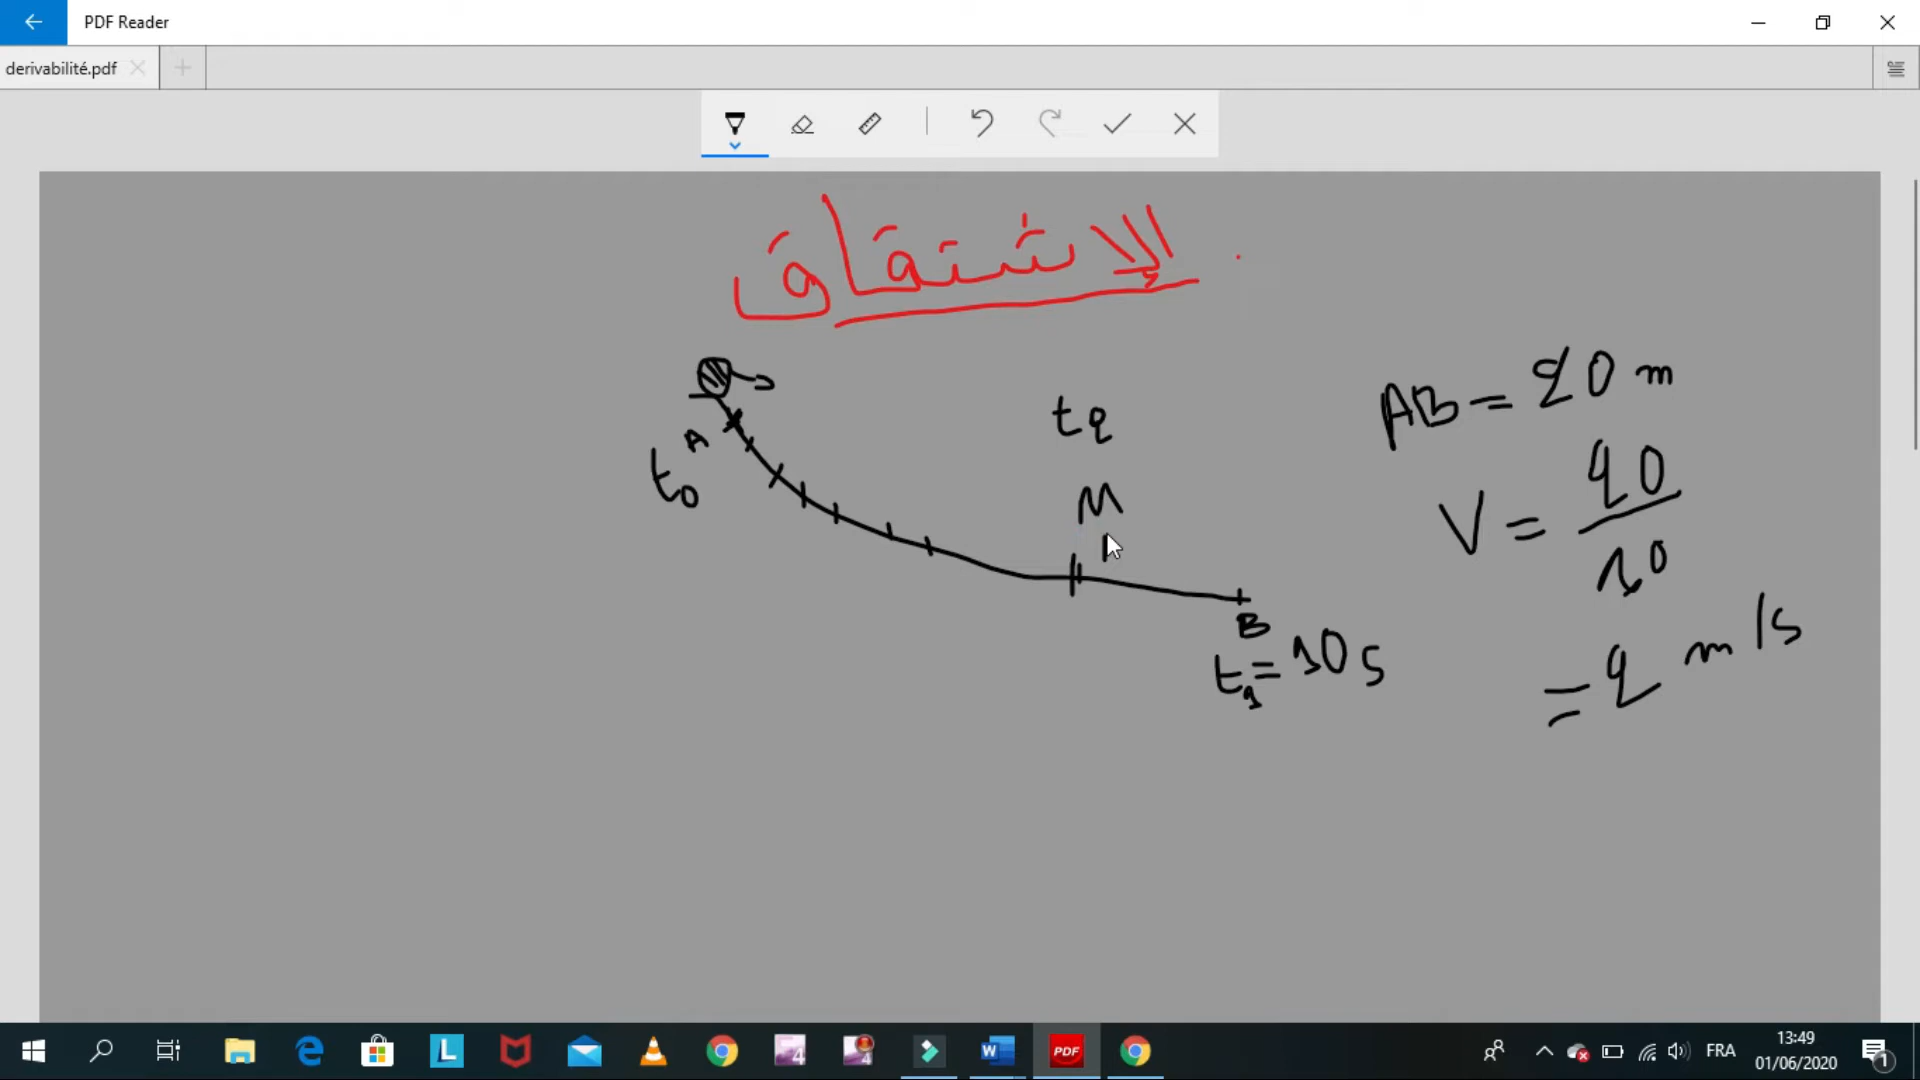 PDF Reader
derivabilité.pdf
الاشتقاق
t0
A
t2
M
B
t1 = 10 s
AB = 20 m
V = 20/10
= 2 m/s
FRA
13:49
01/06/2020
1